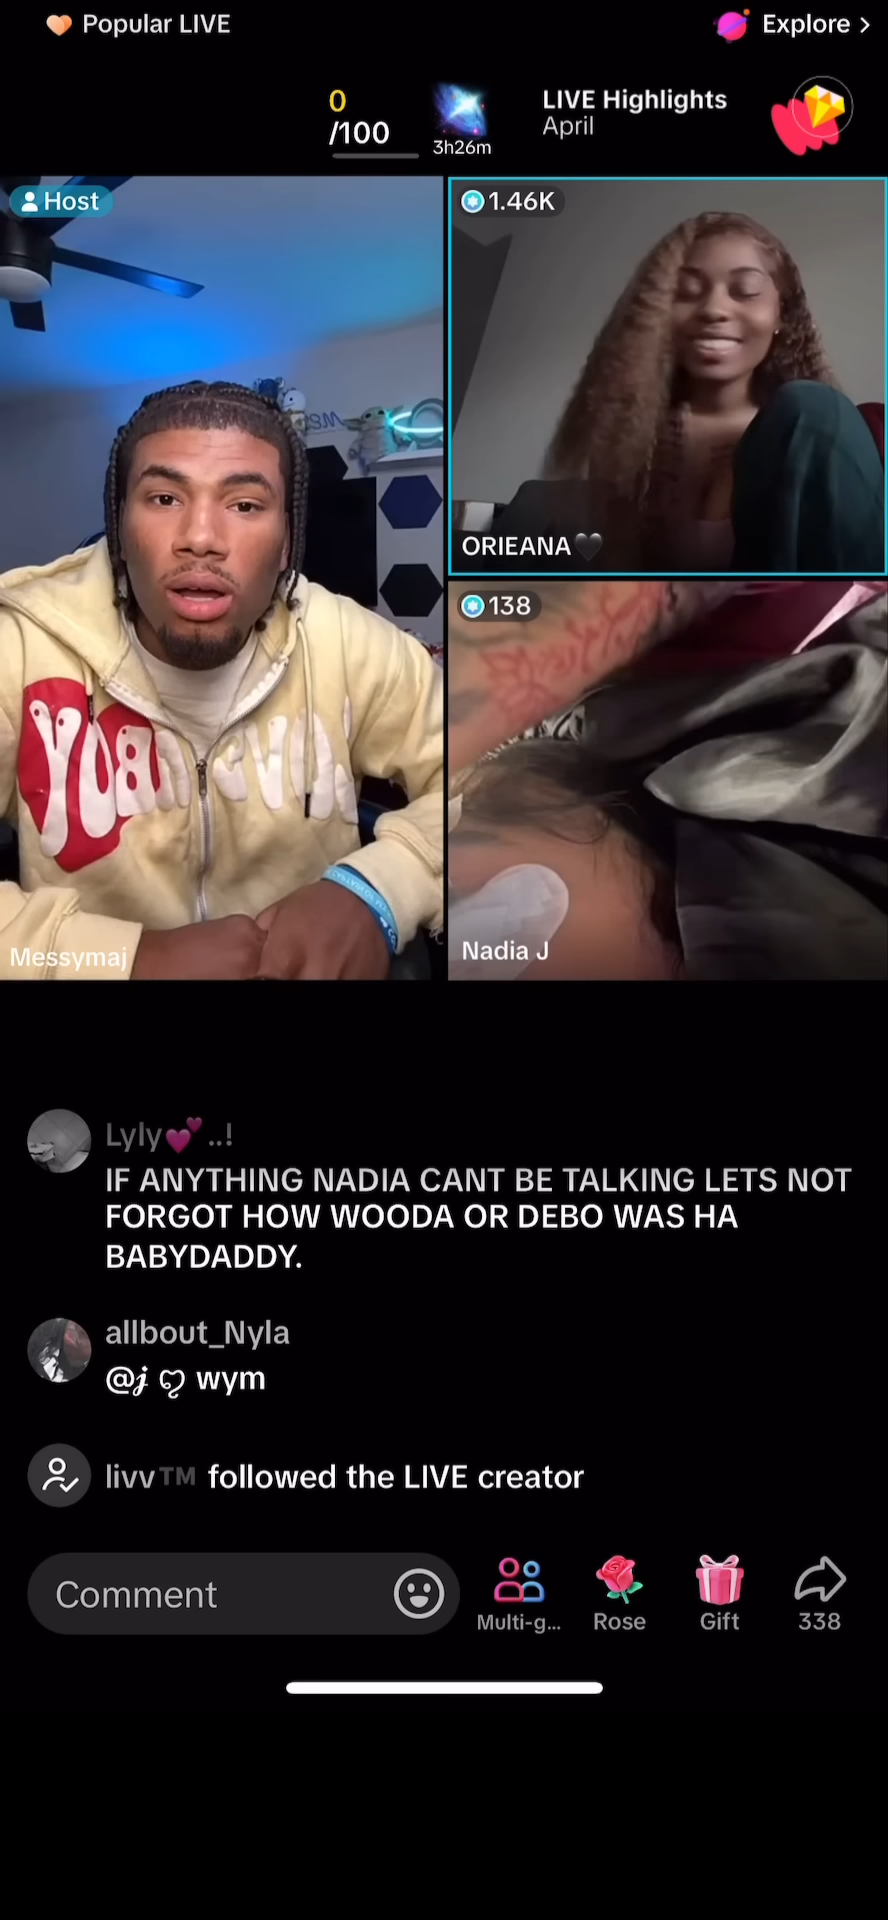 Popular LIVE
Explore >
0
/100
3h26m
LIVE Highlights
April
Host
1.46K
ORIEANA🖤
138
Messymaj
Nadia J
Lyly💕..!
IF ANYTHING NADIA CANT BE TALKING LETS NOT
FORGOT HOW WOODA OR DEBO WAS HA
BABYDADDY.
allbout_Nyla
@𝒿 ღ wym
livv™ followed the LIVE creator
Comment
Multi-g...
Rose
Gift
338